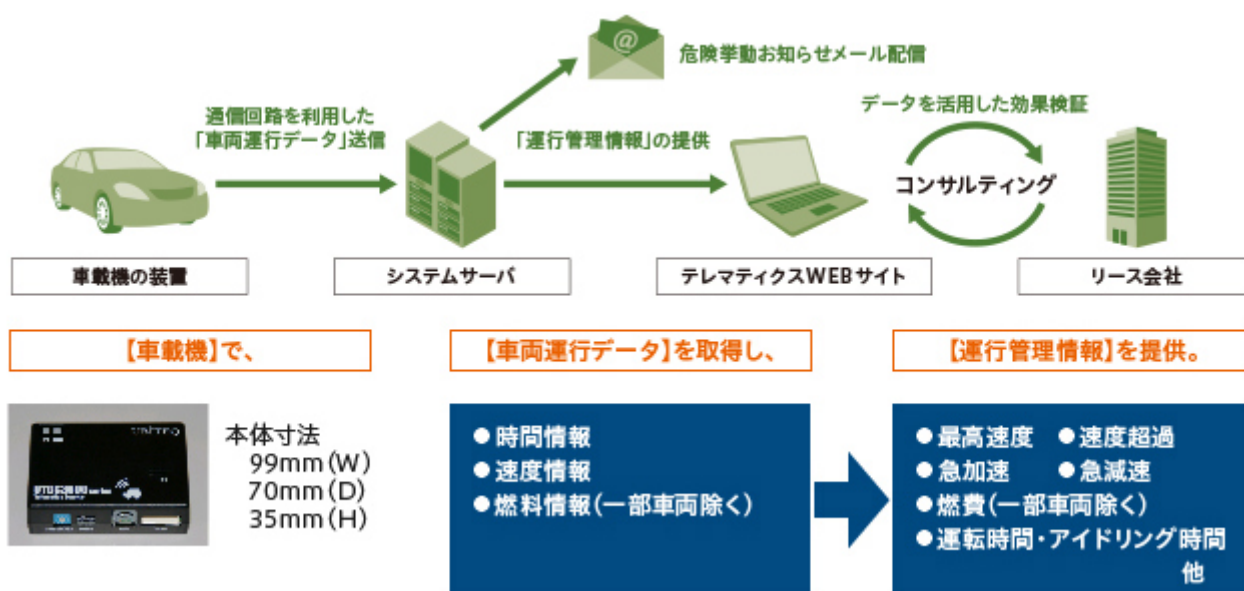 @
危険挙動お知らせメール配信
通信回路を利用した
「車両運行データ」送信
「運行管理情報」の提供
データを活用した効果検証
コンサルティング
車載機の装置
システムサーバ
テレマティクスWEBサイト
リース会社
【車載機】で、
【車両運行データ】を取得し、
【運行管理情報】を提供。
本体寸法
99mm(W)
70mm(D)
35mm(H)
●時間情報
●速度情報
●燃料情報(一部車両除く)
●最高速度 ●速度超過
●急加速 ●急減速
●燃費(一部車両除く)
●運転時間・アイドリング時間
他